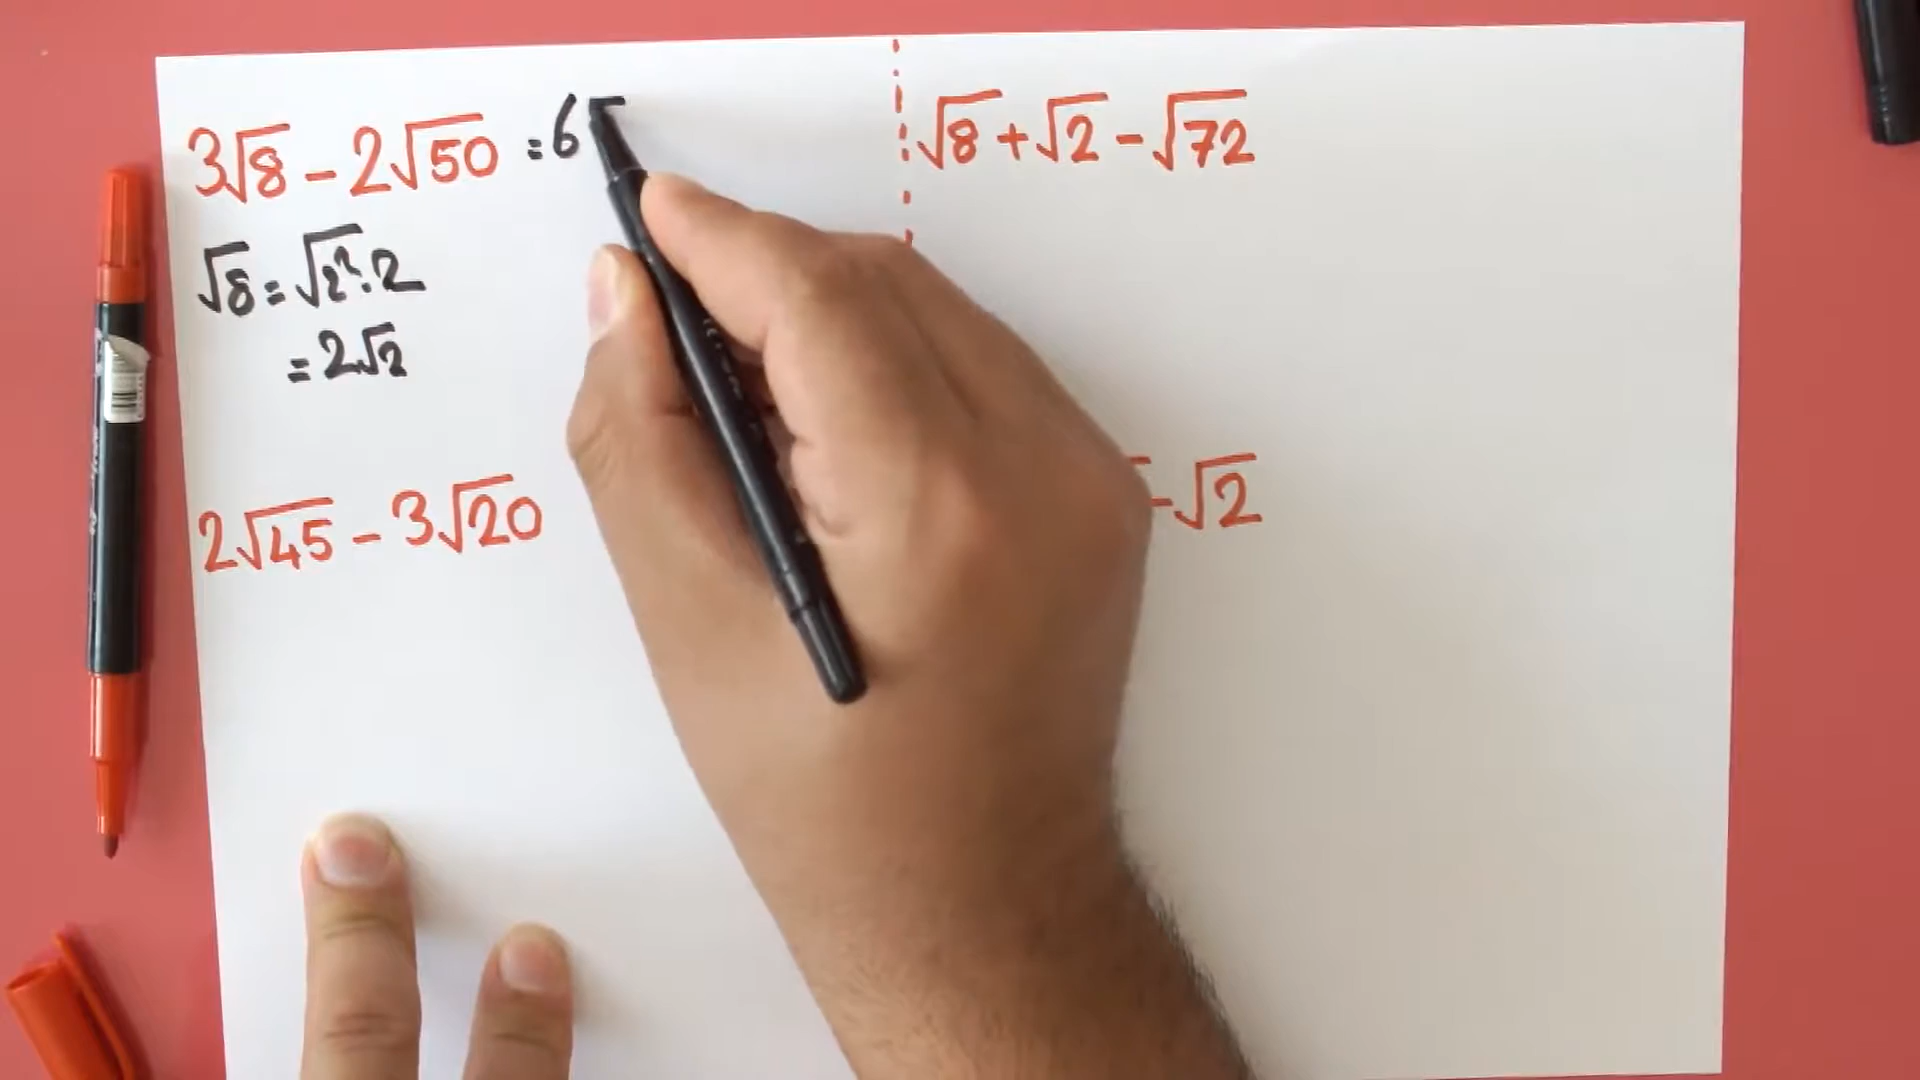 3√8 - 2√50 = 6√
√8 = √2².2
= 2√2
2√45 - 3√20
√8 + √2 - √72
- √2